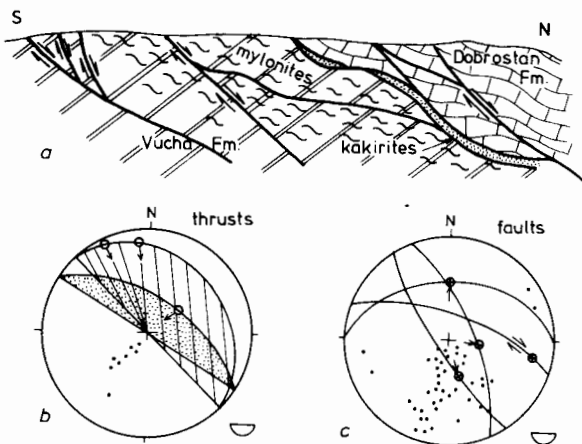 S N
mylonites Dobrostan
Fm.
a Vucha Fm. kakirites
N thrusts N faults
b c